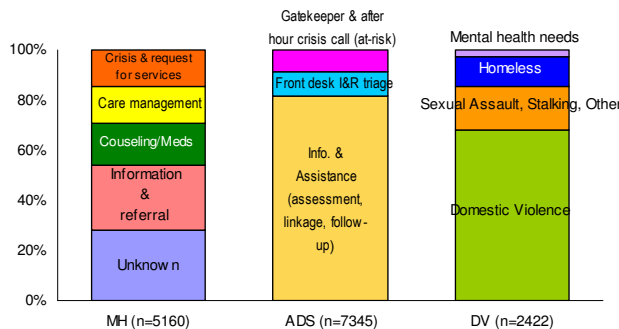 Gatekeeper & after
hour crisis call (at-risk)
Mental health needs
100%
80%
60%
40%
20%
0%
Crisis & request
for services
Care management
Couseling/Meds
Information
&
referral
Unknown
Front desk I&R triage
Info. &
Assistance
(assessment,
linkage, follow-
up)
Homeless
Sexual Assault, Stalking, Other
Domestic Violence
MH (n=5160)
ADS (n=7345)
DV (n=2422)